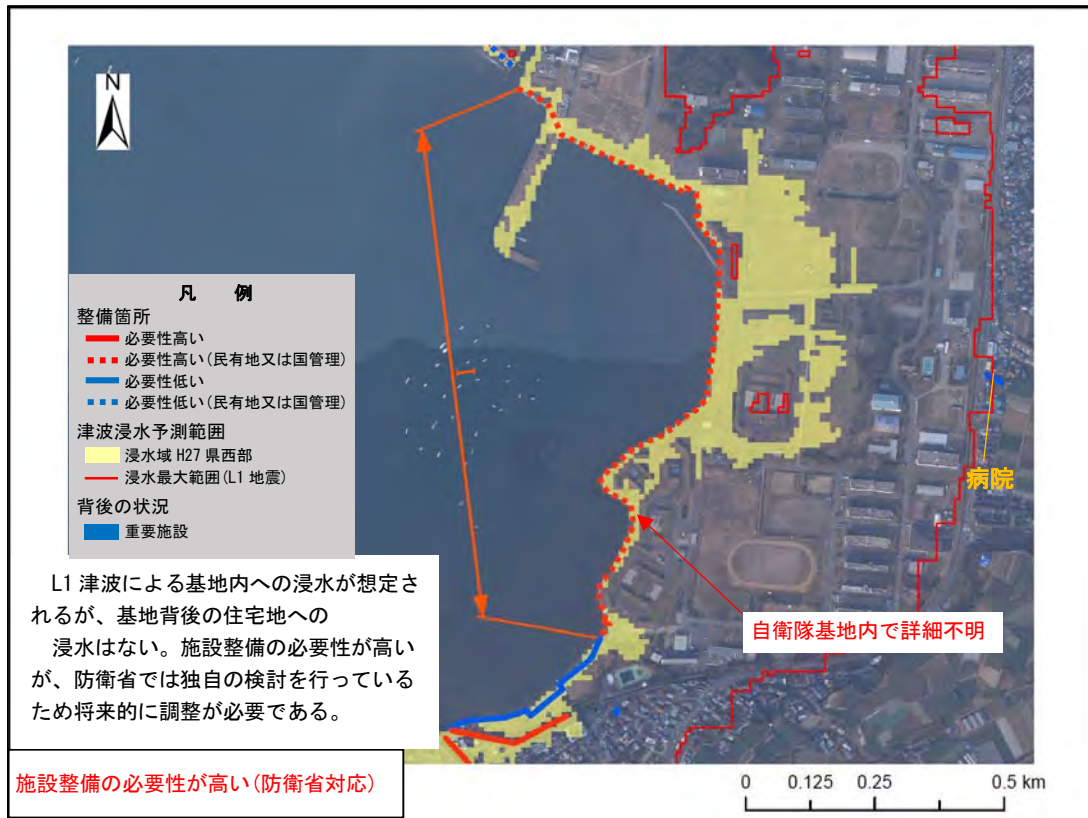 N
凡　例
整備箇所
必要性高い
必要性高い(民有地又は国管理)
必要性低い
必要性低い(民有地又は国管理)
津波浸水予測範囲
浸水域 H27 県西部
浸水最大範囲(L1 地震)
背後の状況
重要施設
I
病院
自衛隊基地内で詳細不明
L1 津波による基地内への浸水が想定さ
れるが、基地背後の住宅地への
浸水はない。施設整備の必要性が高い
が、防衛省では独自の検討を行っている
ため将来的に調整が必要である。
施設整備の必要性が高い(防衛省対応)
0 0.125 0.25 0.5 km